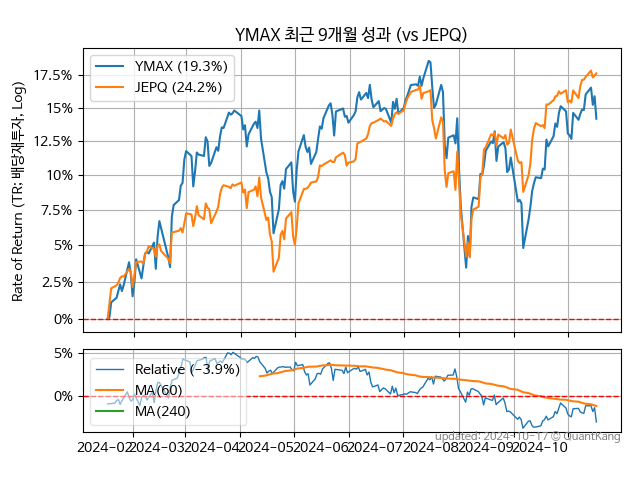 YMAX 최근 9개월 성과 (vs JEPQ)
Rate of Return (TR: 배당재투자, Log)
17.5%
15%
12.5%
10%
7.5%
5%
2.5%
0%
YMAX (19.3%)
JEPQ (24.2%)
5%
0%
Relative (−3.9%)
MA(60)
MA(240)
2024-02 2024-03 2024-04 2024-05 2024-06 2024-07 2024-08 2024-09 2024-10
updated: 2024-10-17 © QuantKang